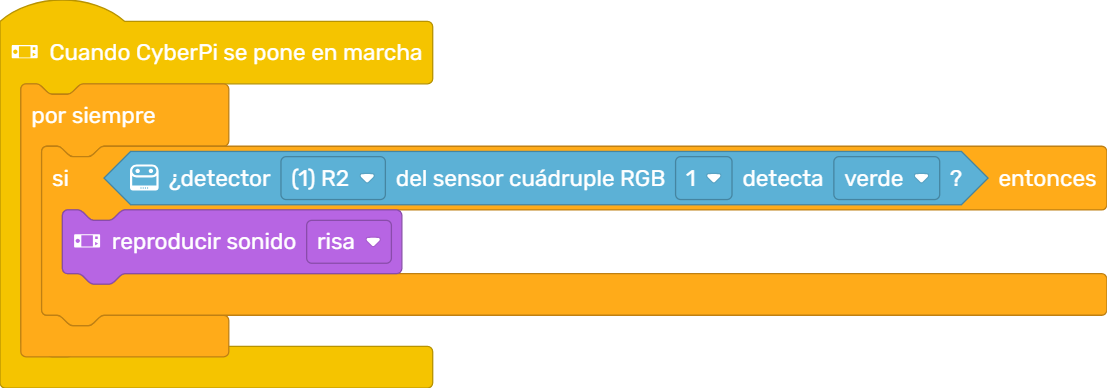 Cuando CyberPi se pone en marcha
por siempre
si ¿detector (1) R2 del sensor cuádruple RGB 1 detecta verde ? entonces
reproducir sonido risa